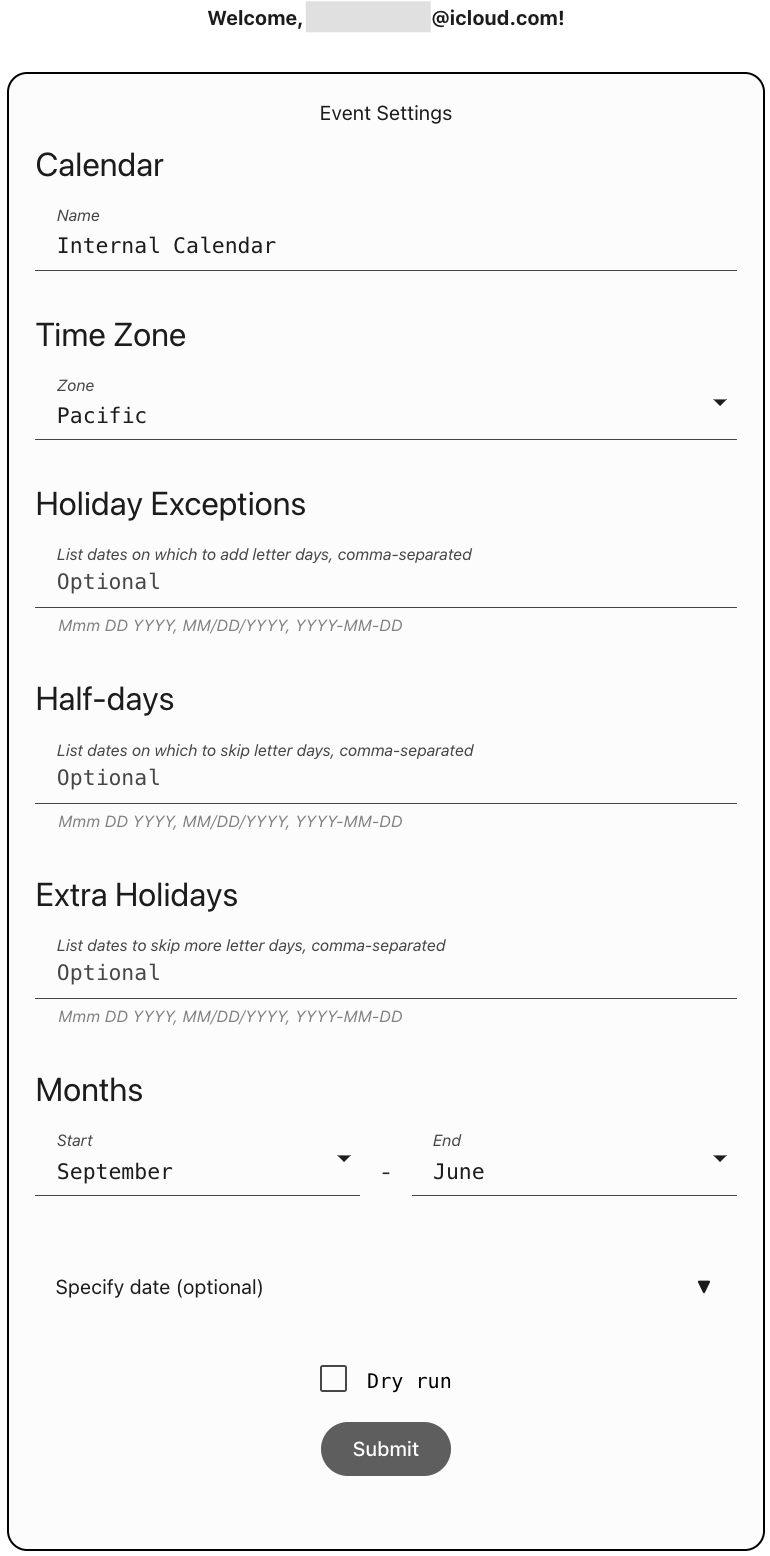 Welcome, @icloud.com!
Event Settings
Calendar
Name
Internal Calendar
Time Zone
Zone
Pacific
Holiday Exceptions
List dates on which to add letter days, comma-separated
Optional
Mmm DD YYYY, MM/DD/YYYY, YYYY-MM-DD
Half-days
List dates on which to skip letter days, comma-separated
Optional
Mmm DD YYYY, MM/DD/YYYY, YYYY-MM-DD
Extra Holidays
List dates to skip more letter days, comma-separated
Optional
Mmm DD YYYY, MM/DD/YYYY, YYYY-MM-DD
Months
Start End
September - June
Specify date (optional)
Dry run
Submit